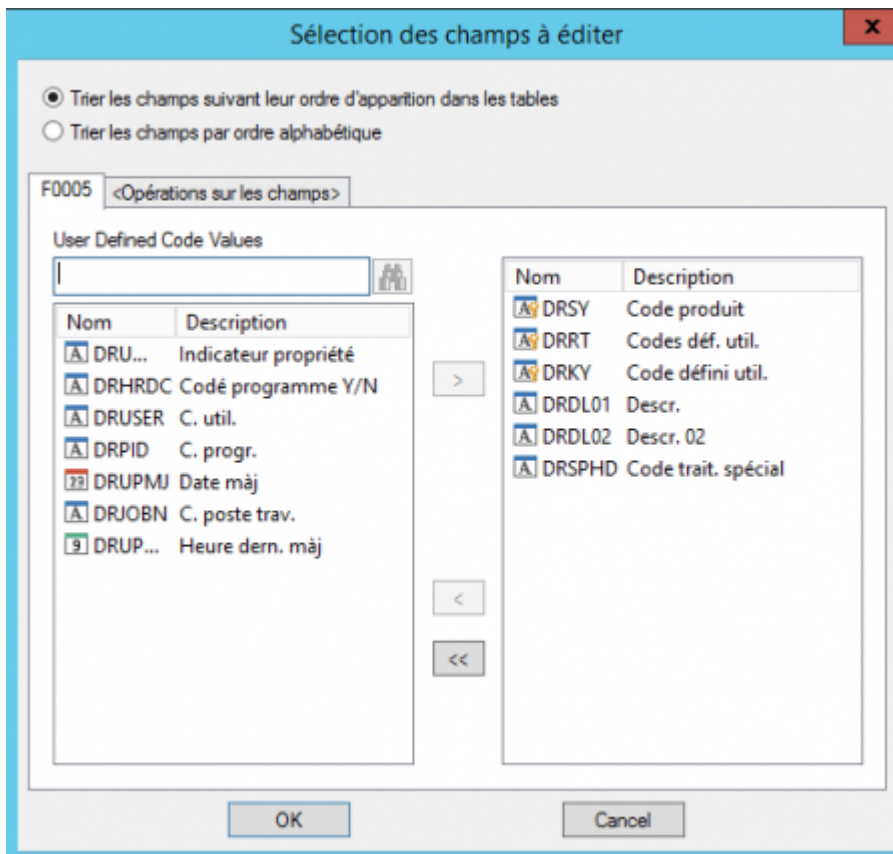 Sélection des champs à éditer
x
Trier les champs suivant leur ordre d'apparition dans les tables
Trier les champs par ordre alphabétique
F0005 <Opérations sur les champs>
User Defined Code Values
Nom Description
DRU... Indicateur propriété
DRHRDC Codé programme Y/N
DRUSER C. util.
DRPID C. progr.
DRUPMJ Date màj
DRJOBN C. poste trav.
DRUP... Heure dern. màj
>
<
<<
Nom Description
DRSY Code produit
DRRT Codes déf. util.
DRKY Code défini util.
DRDL01 Descr.
DRDL02 Descr. 02
DRSPHD Code trait. spécial
OK Cancel